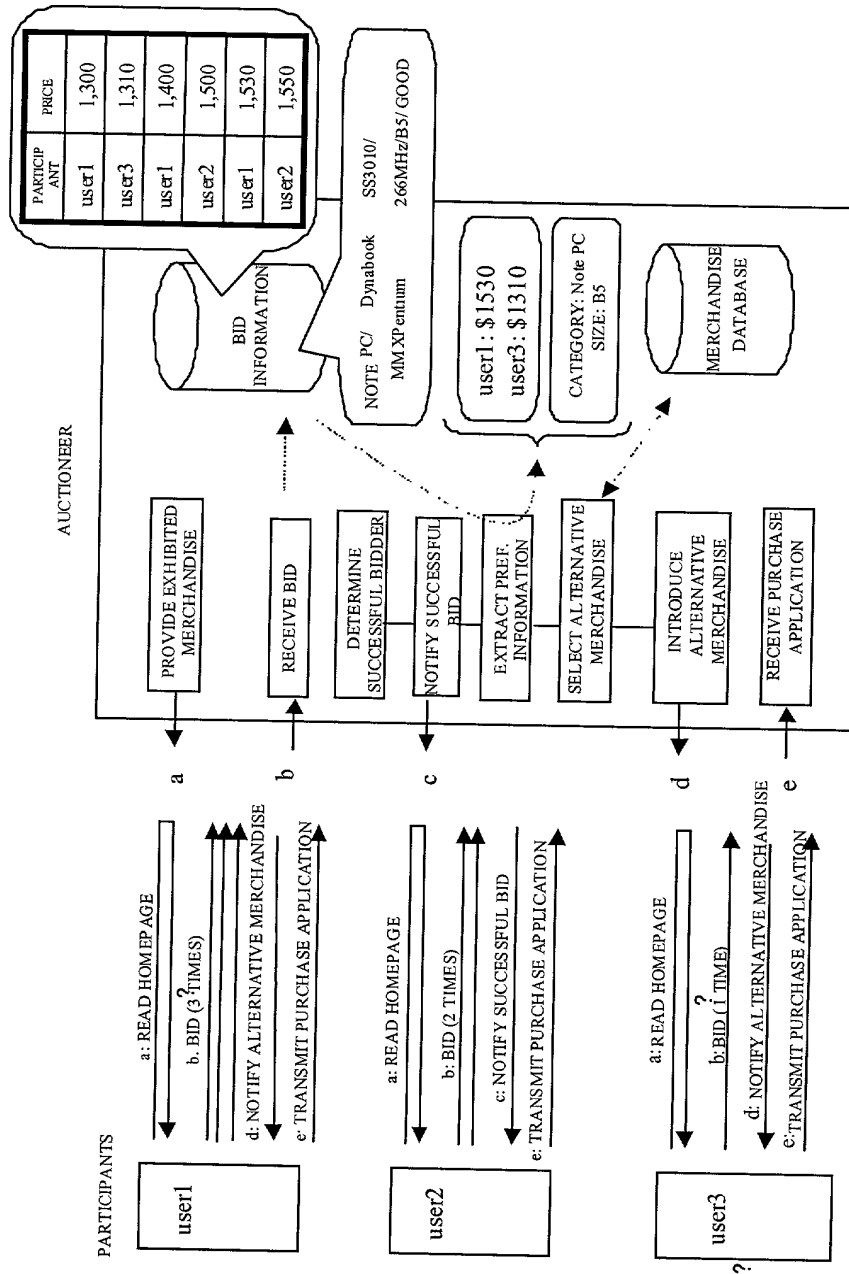 AUCTIONEER
PARTICIPANTS
PARTICIP
ANT
PRICE
user1
1,300
user3
1,310
user1
1,400
user2
1,500
user1
1,530
user2
1,550
BID
INFORMATION
NOTE PC/ Dynabook SS3010/
MMXPentium 266MHz/B5/ GOOD
user1: $1530
user3: $1310
CATEGORY: Note PC
SIZE: B5
MERCHANDISE
DATABASE
PROVIDE EXHIBITED
MERCHANDISE
RECEIVE BID
DETERMINE
SUCCESSFUL BIDDER
NOTIFY SUCCESSFUL
BID
EXTRACT PREF.
INFORMATION
SELECT ALTERNATIVE
MERCHANDISE
INTRODUCE
ALTERNATIVE
MERCHANDISE
RECEIVE PURCHASE
APPLICATION
a
b
c
d
e
user1
a: READ HOMEPAGE
b. BID (3 TIMES)
?
d: NOTIFY ALTERNATIVE MERCHANDISE
e: TRANSMIT PURCHASE APPLICATION
user2
a: READ HOMEPAGE
b: BID (2 TIMES)
c: NOTIFY SUCCESSFUL BID
e: TRANSMIT PURCHASE APPLICATION
user3
?
a: READ HOMEPAGE
?
b: BID (i TIME)
d: NOTIFY ALTERNATIVE MERCHANDISE
e: TRANSMIT PURCHASE APPLICATION